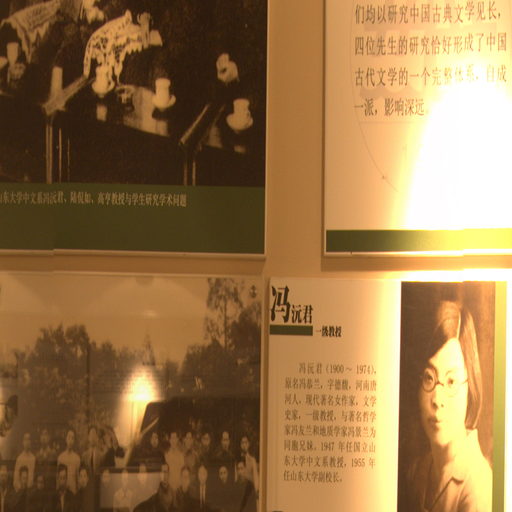 山东大学中文系冯沅君、陆侃如、高亨教授与学生研究学术问题
们均以研究中国古典文学见长,
四位先生的研究恰好形成了中国
古代文学的一个完整体系,自成
一派,影响深远。
冯沅君
一级教授
冯沅君(1900～1974),
原名冯恭兰,字德馥,河南唐
河人,现代著名女作家,文学
史家,一级教授,与著名哲学
家冯友兰和地质学家冯景兰为
同胞兄妹。1947 年任国立山
东大学中文系教授,1955 年
任山东大学副校长。